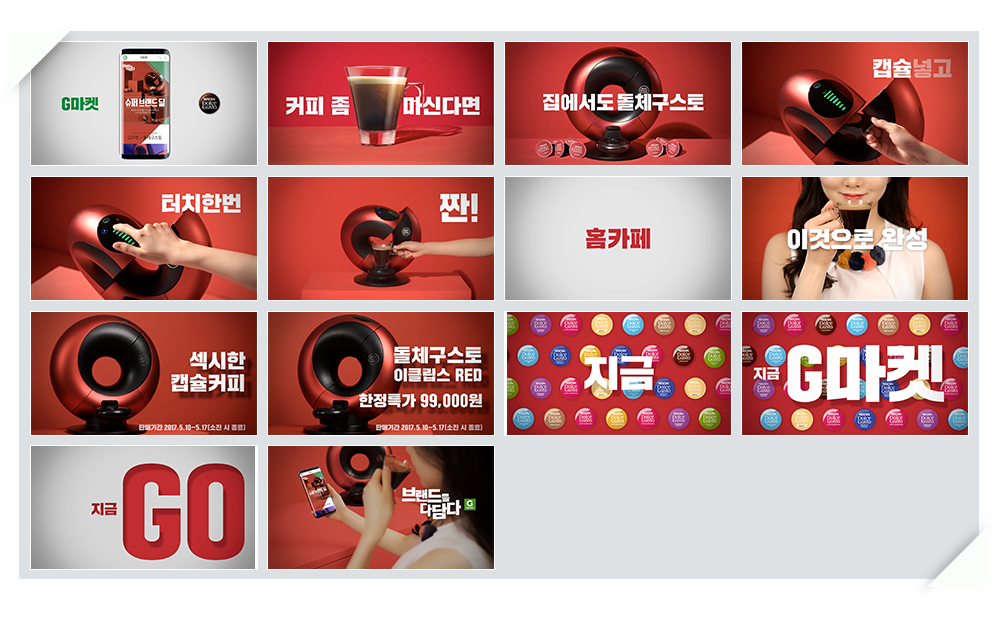 G마켓
슈퍼 브랜드 딜
NESCAFÉ
Dolce
Gusto
커피 좀 마신다면
집에서도 돌체구스토
캡슐넣고
터치한번
짠!
홈카페
이것으로 완성
섹시한
캡슐커피
판매기간 2017.5.10~5.17(소진 시 종료)
돌체구스토
이클립스 RED
한정특가 99,000원
판매기간 2017.5.10~5.17(소진 시 종료)
지금
지금 G마켓
지금 GO
브랜드를
다담다
G